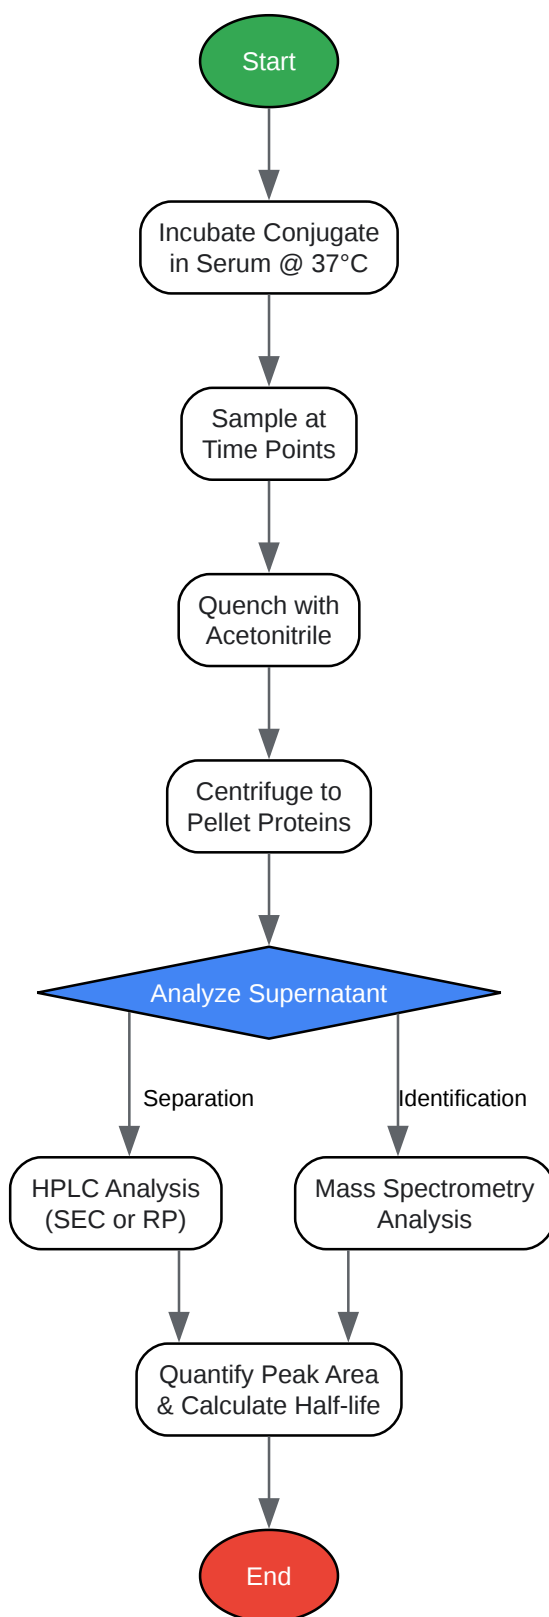 Start
Incubate Conjugate
in Serum @ 37°C
Sample at
Time Points
Quench with
Acetonitrile
Centrifuge to
Pellet Proteins
Analyze Supernatant
Separation
Identification
HPLC Analysis
(SEC or RP)
Mass Spectrometry
Analysis
Quantify Peak Area
& Calculate Half-life
End